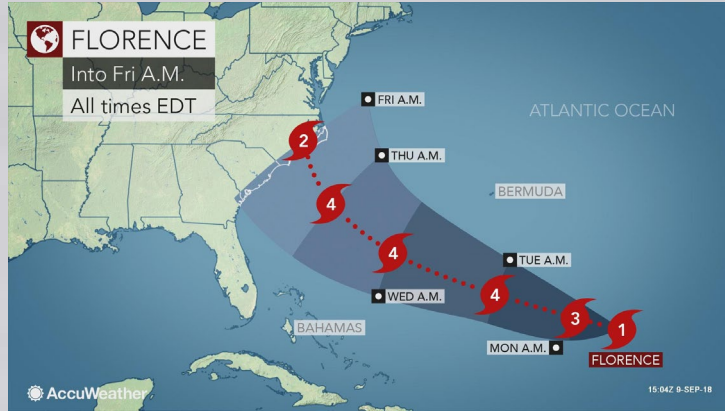 FLORENCE
Into Fri A.M.
All times EDT
FRI A.M.
ATLANTIC OCEAN
2
THU A.M.
BERMUDA
4
4
TUE A.M.
4
WED A.M.
3
1
BAHAMAS
MON A.M.
FLORENCE
AccuWeather
15:04Z 9-SEP-18